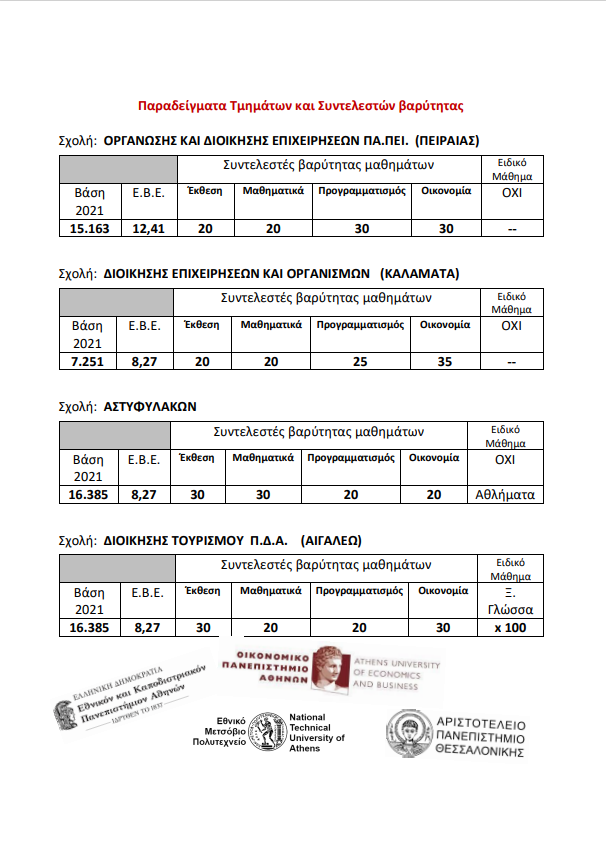 Παραδείγματα Τμημάτων και Συντελεστών βαρύτητας
Σχολή: ΟΡΓΑΝΩΣΗΣ ΚΑΙ ΔΙΟΙΚΗΣΗΣ ΕΠΙΧΕΙΡΗΣΕΩΝ ΠΑ.ΠΕΙ. (ΠΕΙΡΑΙΑΣ)
Συντελεστές βαρύτητας μαθημάτων Ειδικό
Μάθημα
Βάση Ε.Β.Ε. Έκθεση Μαθηματικά Προγραμματισμός Οικονομία ΟΧΙ
2021
15.163 12,41 20 20 30 30 --
Σχολή: ΔΙΟΙΚΗΣΗΣ ΕΠΙΧΕΙΡΗΣΕΩΝ ΚΑΙ ΟΡΓΑΝΙΣΜΩΝ (ΚΑΛΑΜΑΤΑ)
Συντελεστές βαρύτητας μαθημάτων Ειδικό
Μάθημα
Βάση Ε.Β.Ε. Έκθεση Μαθηματικά Προγραμματισμός Οικονομία ΟΧΙ
2021
7.251 8,27 20 20 25 35 --
Σχολή: ΑΣΤΥΦΥΛΑΚΩΝ
Συντελεστές βαρύτητας μαθημάτων Ειδικό
Μάθημα
Βάση Ε.Β.Ε. Έκθεση Μαθηματικά Προγραμματισμός Οικονομία ΟΧΙ
2021
16.385 8,27 30 30 20 20 Αθλήματα
Σχολή: ΔΙΟΙΚΗΣΗΣ ΤΟΥΡΙΣΜΟΥ Π.Δ.Α. (ΑΙΓΑΛΕΩ)
Συντελεστές βαρύτητας μαθημάτων Ειδικό
Μάθημα
Βάση Ε.Β.Ε. Έκθεση Μαθηματικά Προγραμματισμός Οικονομία Ξ.
2021 Γλώσσα
16.385 8,27 30 20 20 30 x 100
ΟΙΚΟΝΟΜΙΚΟ
ΠΑΝΕΠΙΣΤΗΜΙΟ
ΑΘΗΝΩΝ
ATHENS UNIVERSITY
OF ECONOMICS
AND BUSINESS
ΕΛΛΗΝΙΚΗ ΔΗΜΟΚΡΑΤΙΑ
Εθνικόν και Καποδιστριακόν
Πανεπιστήμιον Αθηνών
ΙΔΡΥΘΕΝ ΤΟ 1837
Εθνικό
Μετσόβιο
Πολυτεχνείο
National
Technical
University of
Athens
ΑΡΙΣΤΟΤΕΛΕΙΟ
ΠΑΝΕΠΙΣΤΗΜΙΟ
ΘΕΣΣΑΛΟΝΙΚΗΣ